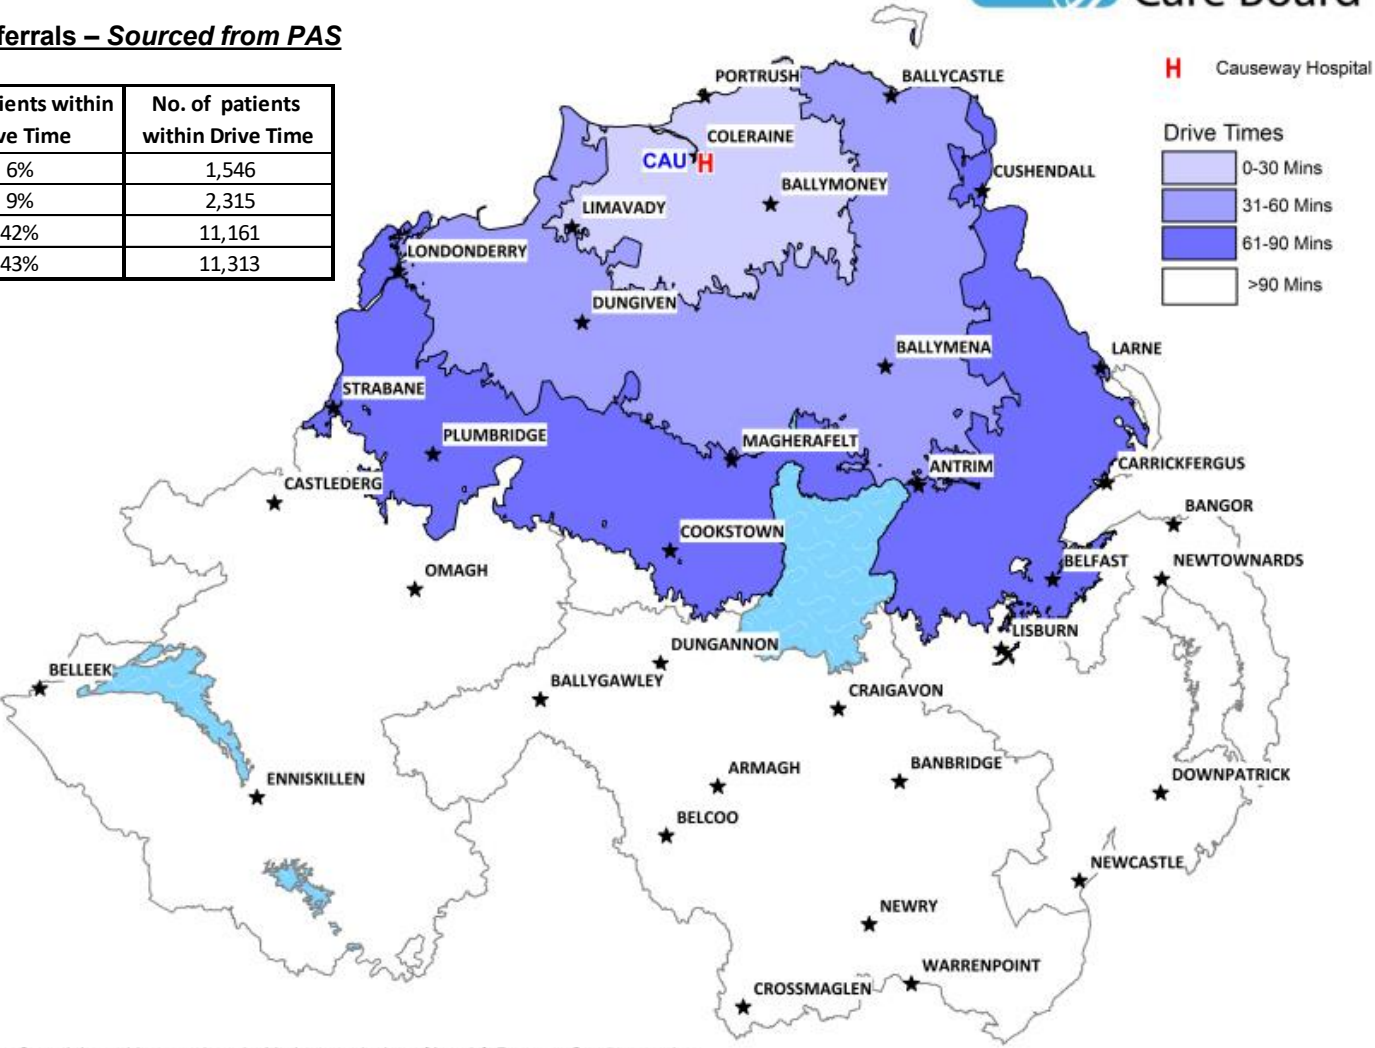 Care Board
ferrals – Sourced from PAS
ients within
ve Time
No. of patients
within Drive Time
6%
1,546
9%
2,315
42%
11,161
43%
11,313
H Causeway Hospital
Drive Times
0-30 Mins
31-60 Mins
61-90 Mins
>90 Mins
PORTRUSH
BALLYCASTLE
COLERAINE
CAU H
CUSHENDALL
BALLYMONEY
LIMAVADY
LONDONDERRY
DUNGIVEN
BALLYMENA
LARNE
STRABANE
PLUMBRIDGE
MAGHERAFELT
ANTRIM
CARRICKFERGUS
CASTLEDERG
BANGOR
COOKSTOWN
BELFAST
NEWTOWNARDS
OMAGH
LISBURN
DUNGANNON
BELLEEK
BALLYGAWLEY
CRAIGAVON
ENNISKILLEN
ARMAGH
BANBRIDGE
DOWNPATRICK
BELCOO
NEWCASTLE
NEWRY
WARRENPOINT
CROSSMAGLEN